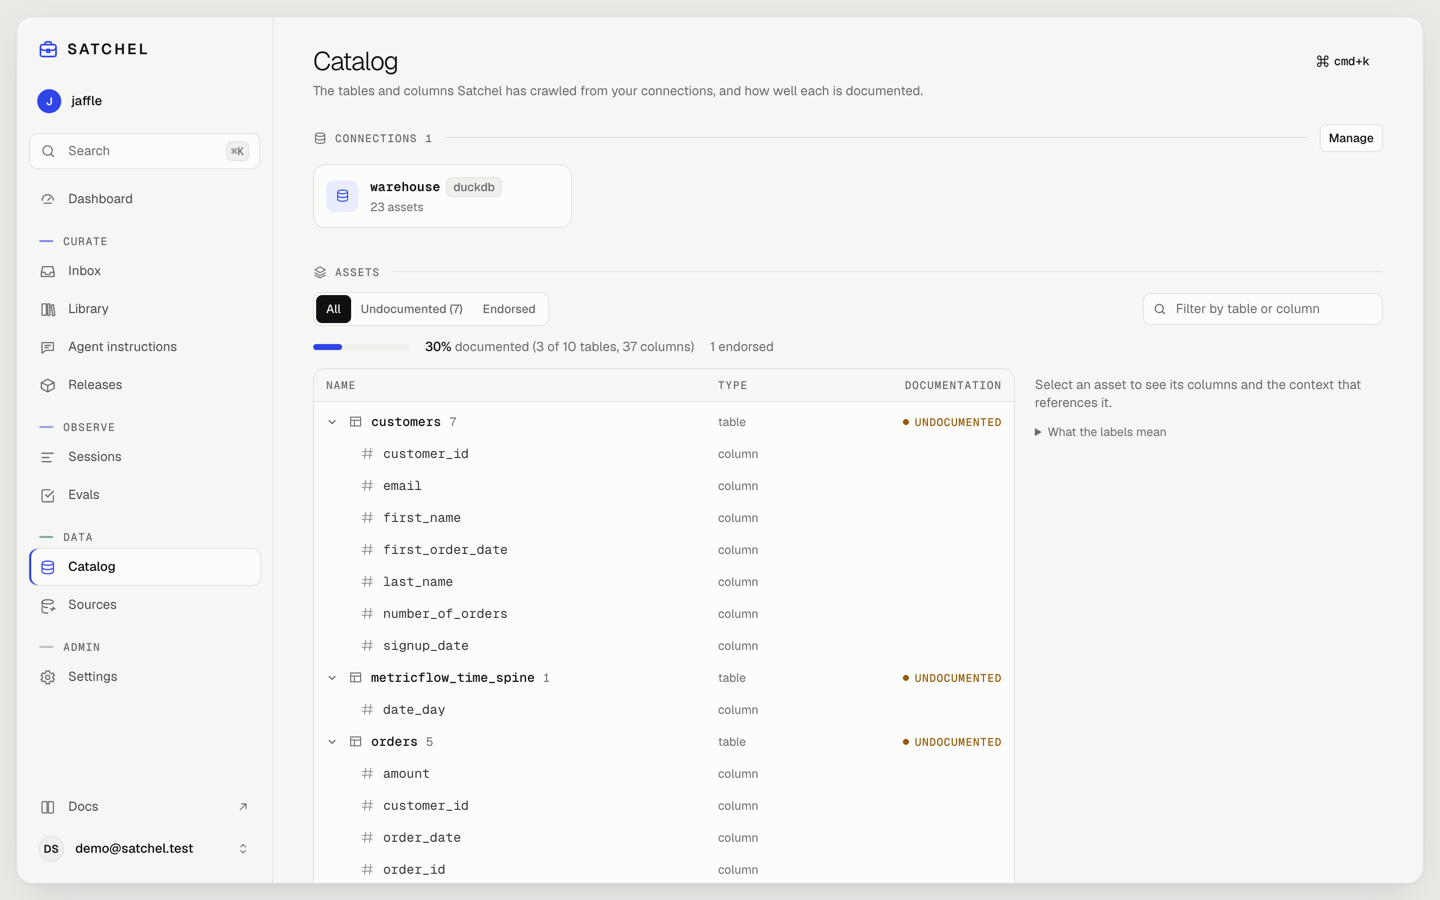 SATCHEL
J jaffle
Search ⌘K
Dashboard
CURATE
Inbox
Library
Agent instructions
Releases
OBSERVE
Sessions
Evals
DATA
Catalog
Sources
ADMIN
Settings
Docs
DS demo@satchel.test
Catalog
⌘ cmd+k
The tables and columns Satchel has crawled from your connections, and how well each is documented.
CONNECTIONS 1
Manage
warehouse duckdb
23 assets
ASSETS
All Undocumented (7) Endorsed
Filter by table or column
30% documented (3 of 10 tables, 37 columns) 1 endorsed
NAME TYPE DOCUMENTATION
customers 7 table UNDOCUMENTED
customer_id column
email column
first_name column
first_order_date column
last_name column
number_of_orders column
signup_date column
metricflow_time_spine 1 table UNDOCUMENTED
date_day column
orders 5 table UNDOCUMENTED
amount column
customer_id column
order_date column
order_id column
Select an asset to see its columns and the context that
references it.
What the labels mean